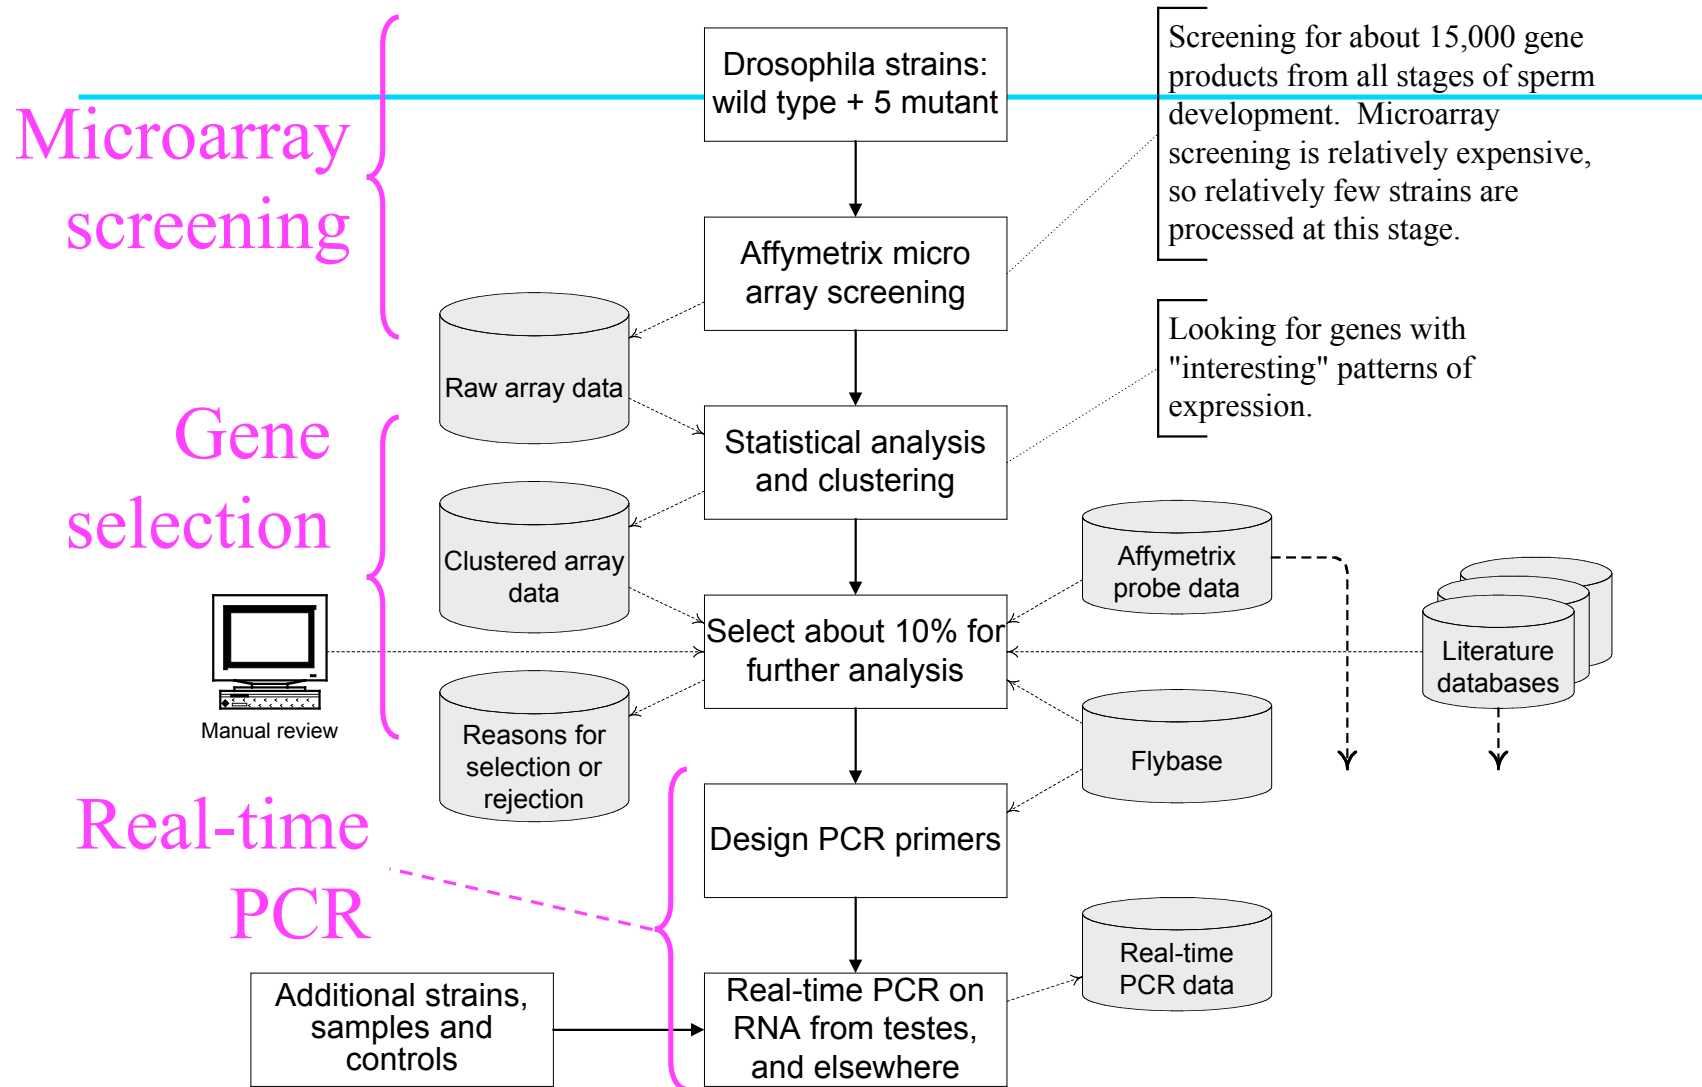 Microarray
screening
Drosophila strains:
wild type + 5 mutant
Screening for about 15,000 gene
products from all stages of sperm
development.  Microarray
screening is relatively expensive,
so relatively few strains are
processed at this stage.
Affymetrix micro
array screening
Raw array data
Looking for genes with
"interesting" patterns of
expression.
Gene
selection
Statistical analysis
and clustering
Clustered array
data
Affymetrix
probe data
Select about 10% for
further analysis
Literature
databases
Manual review
Reasons for
selection or
rejection
Flybase
Real-time
PCR
Design PCR primers
Real-time
PCR data
Additional strains,
samples and
controls
Real-time PCR on
RNA from testes,
and elsewhere